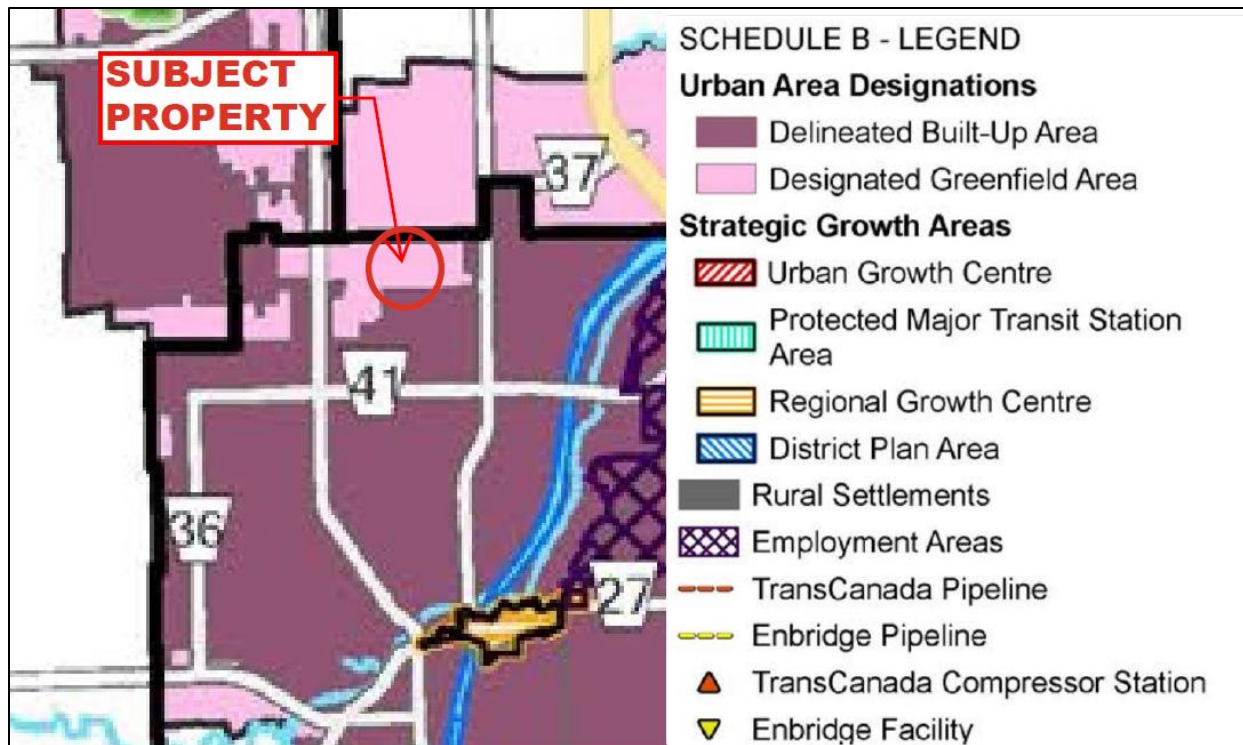 SUBJECT
PROPERTY
37
41
36
27
SCHEDULE B - LEGEND
Urban Area Designations
Delineated Built-Up Area
Designated Greenfield Area
Strategic Growth Areas
Urban Growth Centre
Protected Major Transit Station
Area
Regional Growth Centre
District Plan Area
Rural Settlements
Employment Areas
TransCanada Pipeline
Enbridge Pipeline
TransCanada Compressor Station
Enbridge Facility